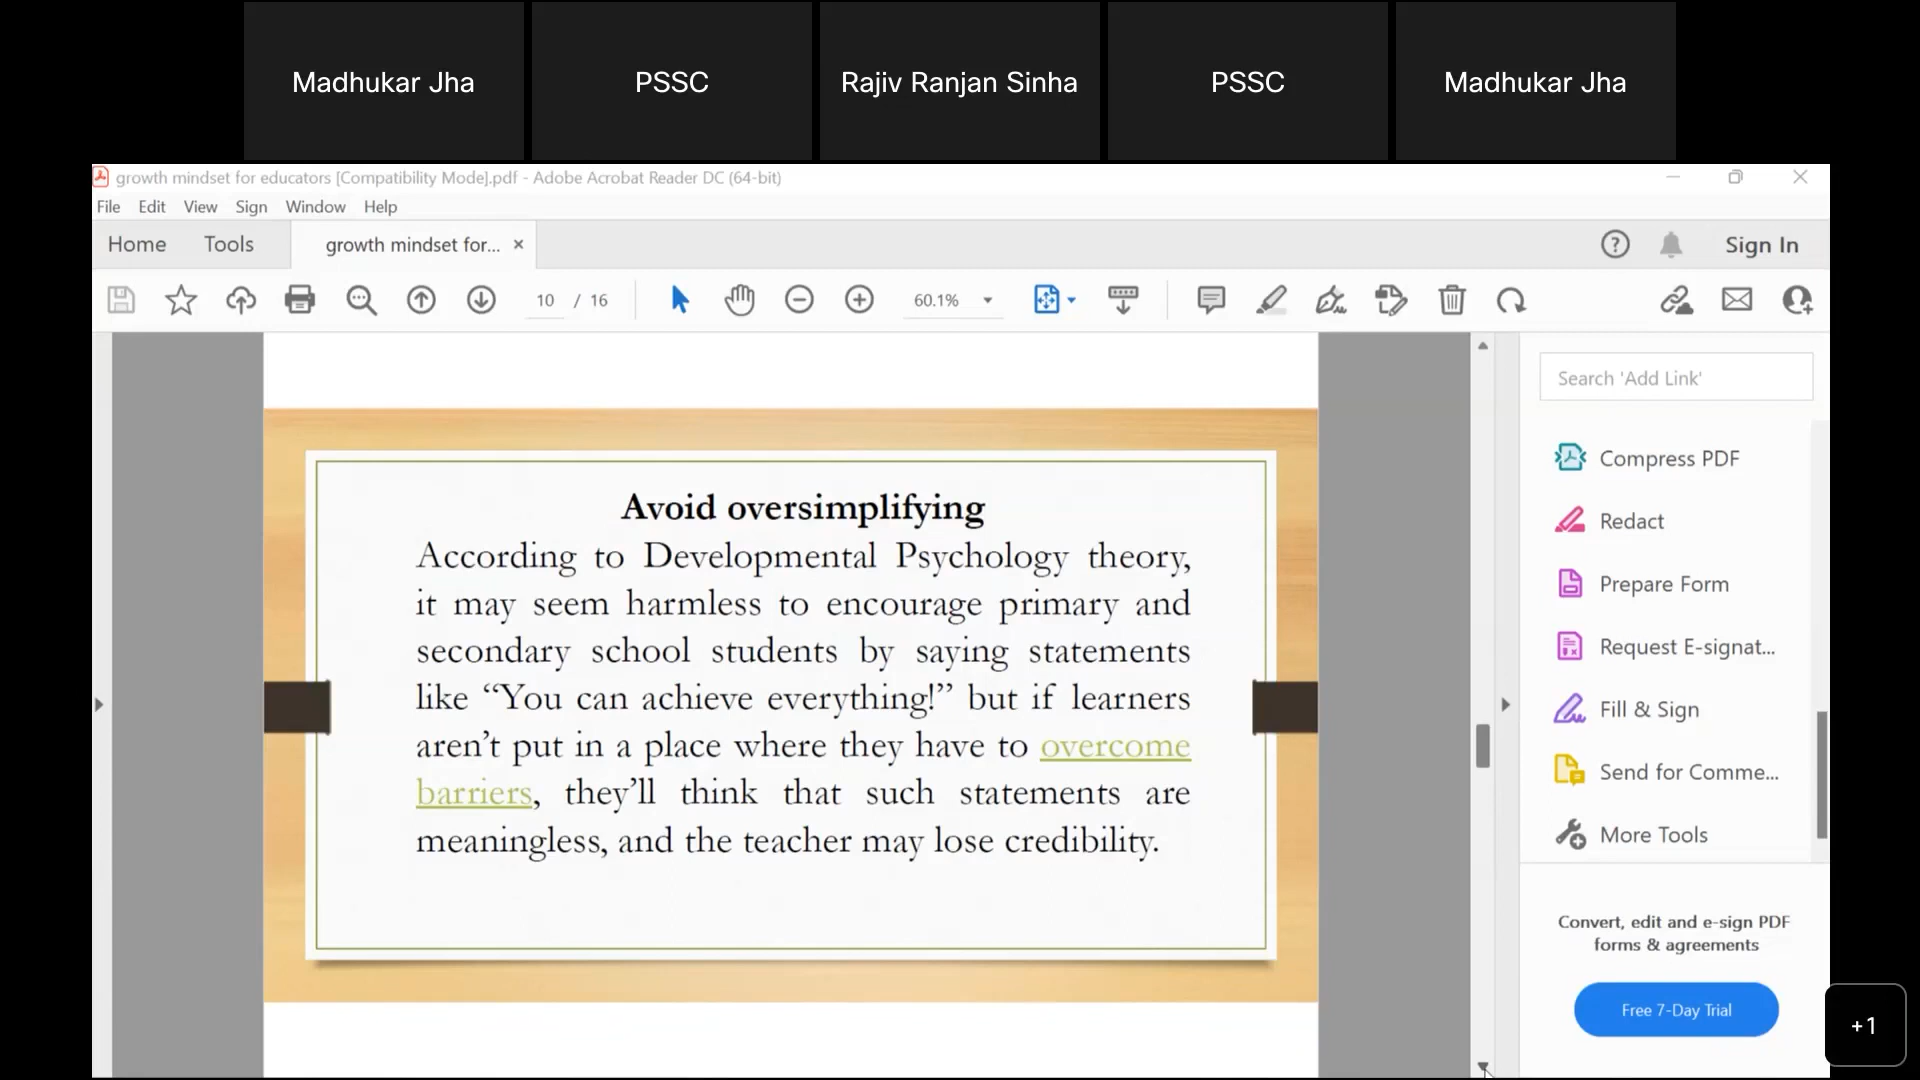 Madhukar Jha
PSSC
Rajiv Ranjan Sinha
PSSC
Madhukar Jha
growth mindset for educators [Compatibility Mode].pdf - Adobe Acrobat Reader DC (64-bit)
File Edit View Sign Window Help
Home Tools growth mindset for... × Sign In
10 / 16 60.1%
Avoid oversimplifying
According to Developmental Psychology theory,
it may seem harmless to encourage primary and
secondary school students by saying statements
like “You can achieve everything!” but if learners
aren’t put in a place where they have to overcome
barriers, they’ll think that such statements are
meaningless, and the teacher may lose credibility.
Search 'Add Link'
Compress PDF
Redact
Prepare Form
Request E-signat...
Fill & Sign
Send for Comme...
More Tools
Convert, edit and e-sign PDF
forms & agreements
Free 7-Day Trial
+1